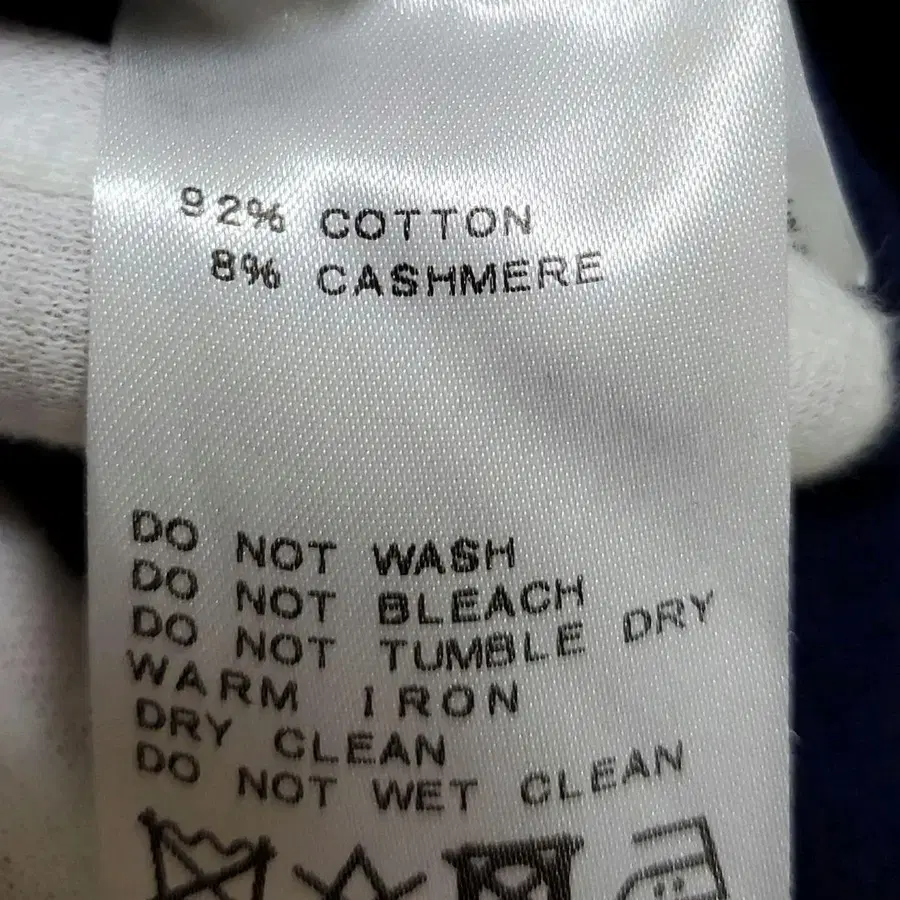 92% COTTON
8% CASHMERE
DO NOT WASH
DO NOT BLEACH
DO NOT TUMBLE DRY
WARM IRON
DRY CLEAN
DO NOT WET CLEAN